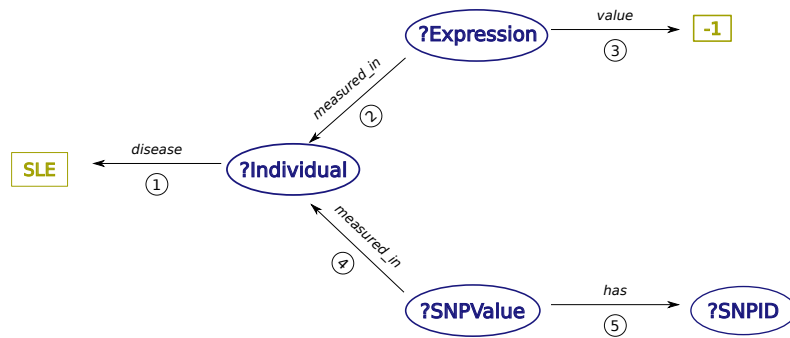 ?Expression
value
3
-1
measured_in
2
disease
1
SLE
?Individual
measured_in
4
?SNPValue
has
5
?SNPID